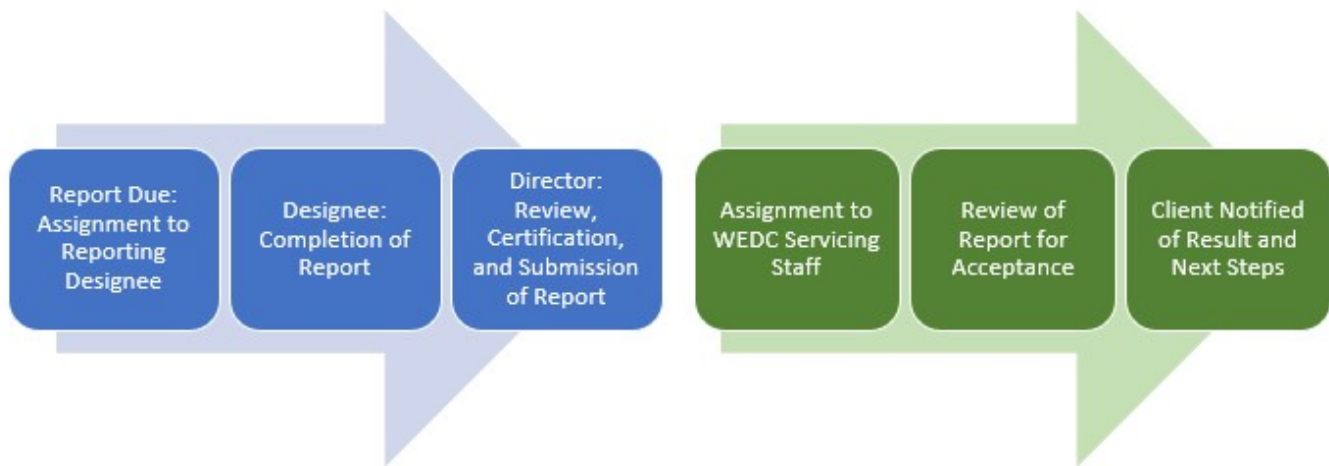 Report Due:
Assignment to
Reporting
Designee
Designee:
Completion of
Report
Director:
Review,
Certification,
and Submission
of Report
Assignment to
WEDC Servicing
Staff
Review of
Report for
Acceptance
Client Notified
of Result and
Next Steps